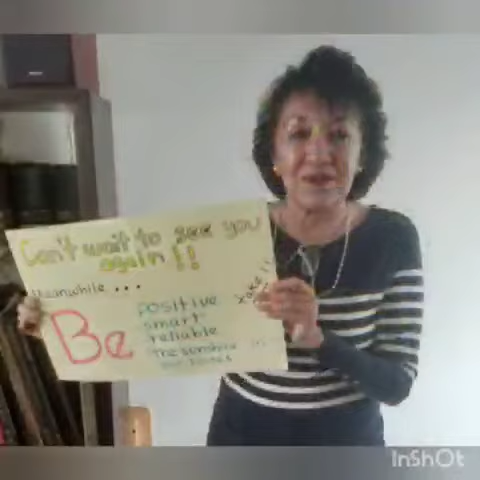 Can't wait to see you
again!!
Meanwhile...
Be
positive
smart
reliable
InShOt